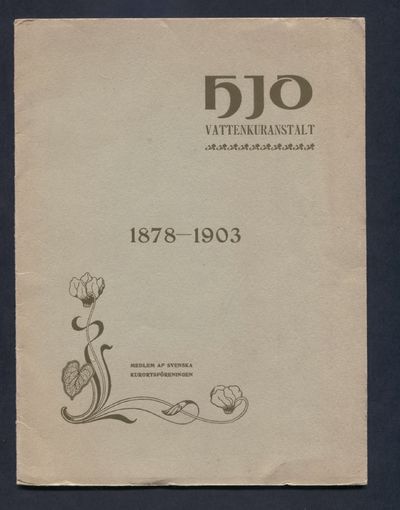 HJO
VATTENKURANSTALT
1878—1903
MEDLEM AF SVENSKA
KURORTSFÖRENINGEN